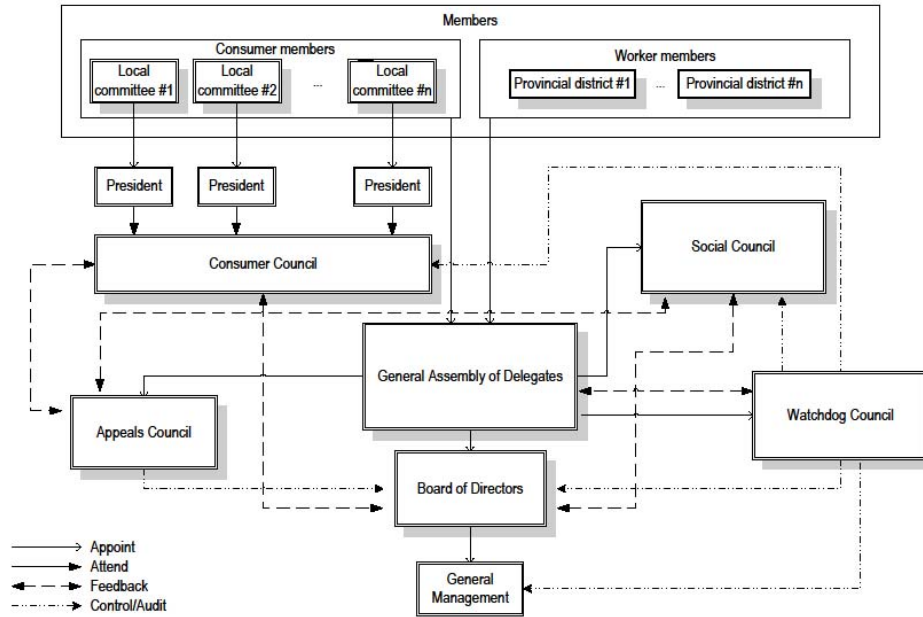 Members
Consumer members
Worker members
Local
committee #1
Local
committee #2
...
Local
committee #n
Provincial district #1
...
Provincial district #n
President
President
President
Consumer Council
Social Council
General Assembly of Delegates
Appeals Council
Watchdog Council
Board of Directors
General
Management
Appoint
Attend
Feedback
Control/Audit